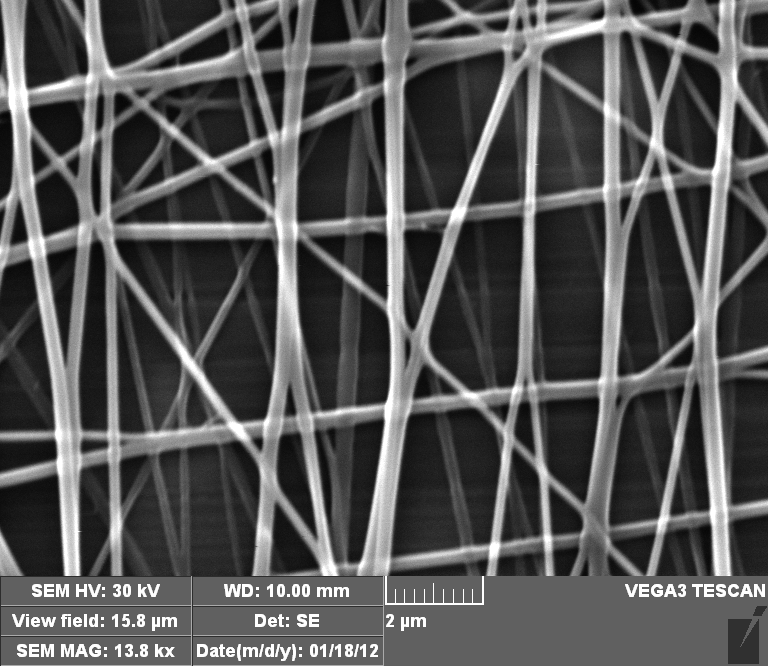 SEM HV: 30 kV
WD: 10.00 mm
VEGA3 TESCAN
View field: 15.8 µm
Det: SE
2 µm
SEM MAG: 13.8 kx
Date(m/d/y): 01/18/12